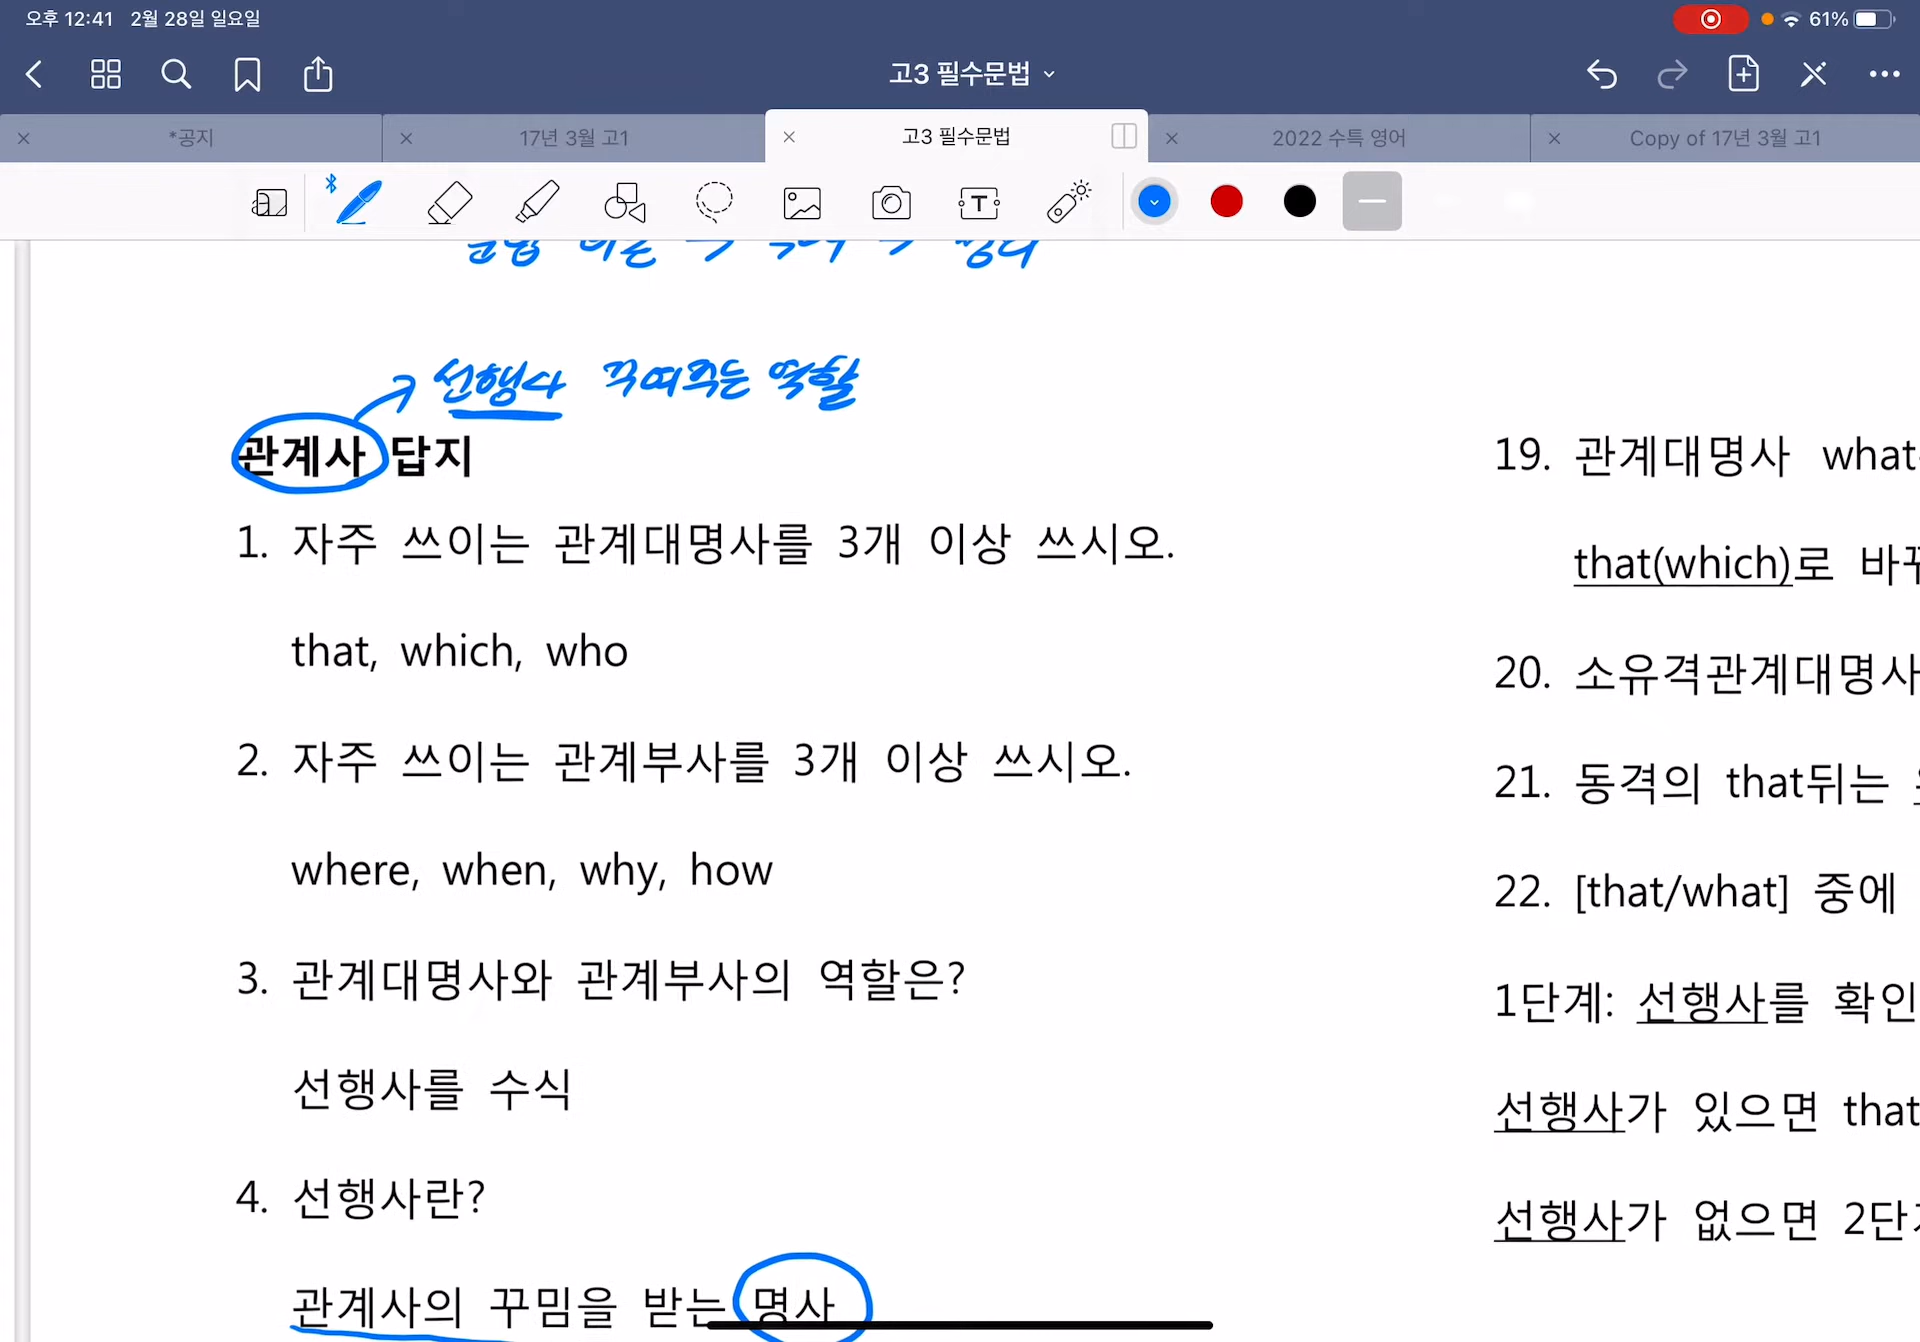 오후 12:41 2월 28일 일요일
61%
고3 필수문법
*공지
17년 3월 고1
고3 필수문법
2022 수특 영어
Copy of 17년 3월 고1
선행사 꾸며주는 역할
관계사 답지
1. 자주 쓰이는 관계대명사를 3개 이상 쓰시오.
that, which, who
2. 자주 쓰이는 관계부사를 3개 이상 쓰시오.
where, when, why, how
3. 관계대명사와 관계부사의 역할은?
선행사를 수식
4. 선행사란?
관계사의 꾸밈을 받는 명사
19. 관계대명사 what
that(which)로
20. 소유격관계대명사
21. 동격의 that뒤는
22. [that/what] 중에
1단계: 선행사를 확인
선행사가 있으면 that
선행사가 없으면 2단